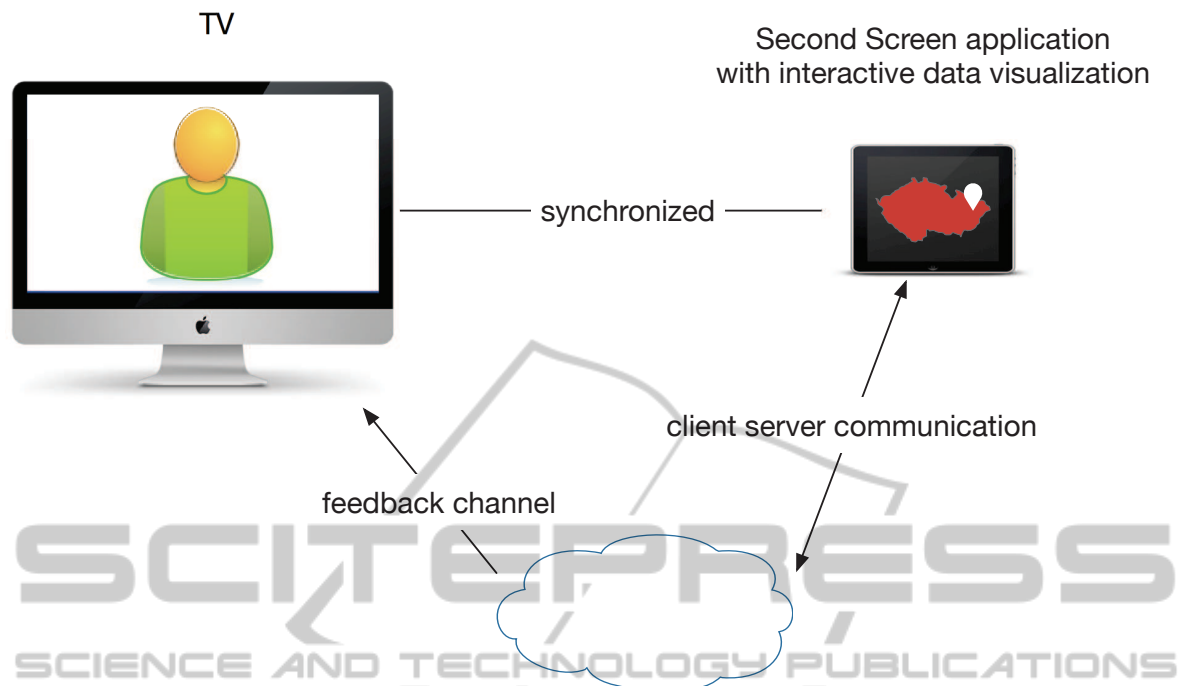 TV
Second Screen application
with interactive data visualization
synchronized
client server communication
feedback channel
SCITEPRESS
SCIENCE AND TECHNOLOGY PUBLICATIONS